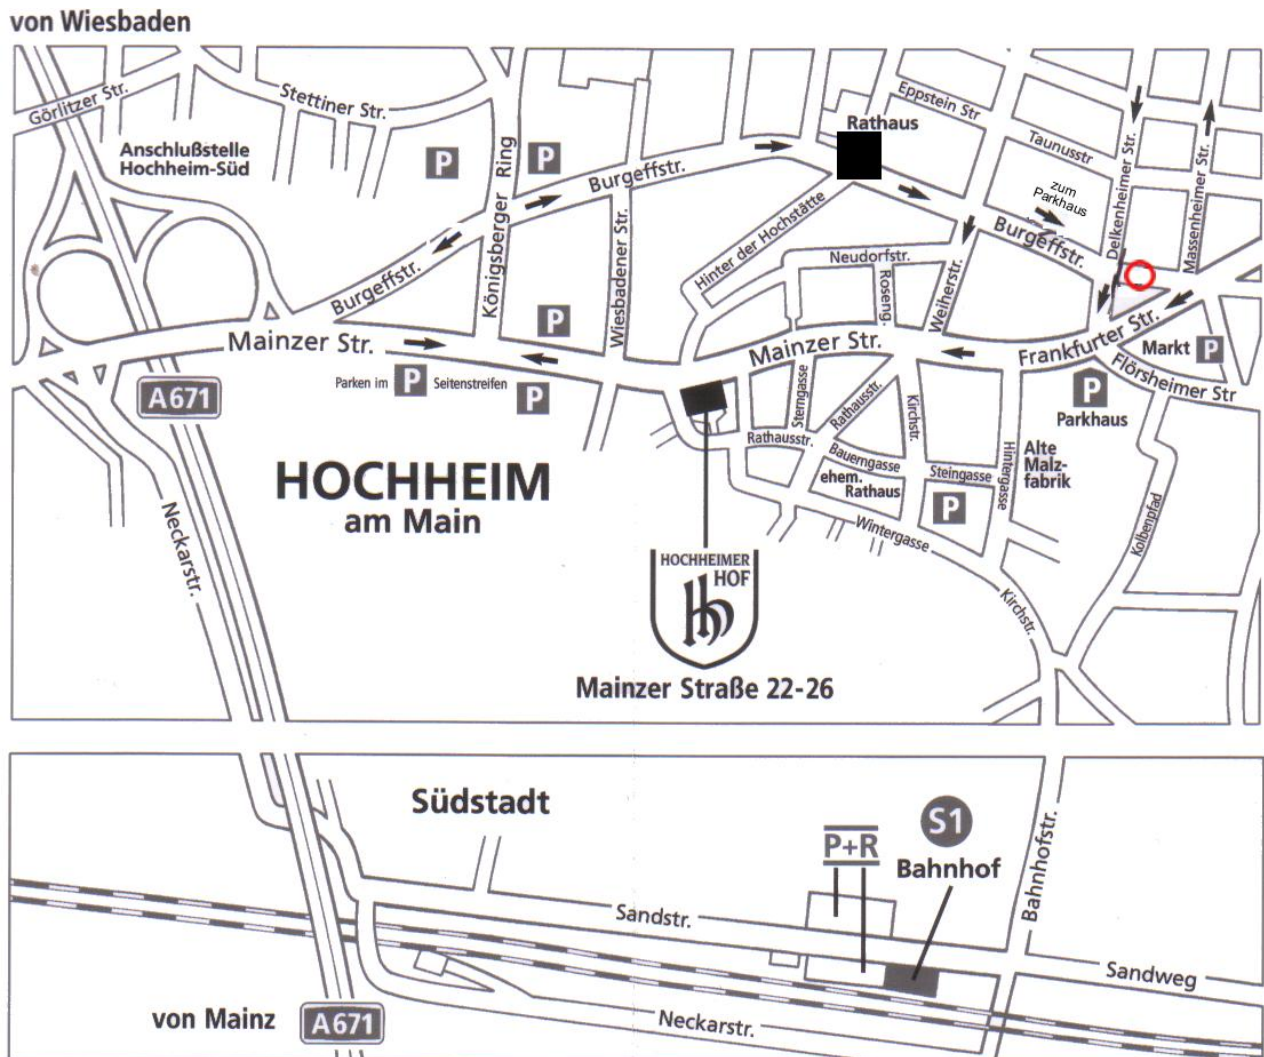 von Wiesbaden
Görlitzer Str.
Stettiner Str.
Anschlußstelle
Hochheim-Süd
P
P
Königsberger Ring
Burgeffstr.
Burgeffstr.
Wiesbadener Str.
Rathaus
Eppstein Str
Taunusstr
zum
Parkhaus
Burgeffstr.
Delkenheimer Str.
Massenheimer Str.
Hinter der Hochstätte
Neudorfstr.
Roseng.
Weiherstr.
P
Mainzer Str.
Mainzer Str.
Frankfurter Str.
Markt P
Flörsheimer Str
Parken im P Seitenstreifen
P
A671
P
Parkhaus
Sterngasse
Rathausstr.
Kirchstr.
Rathausstr.
Bauerngasse
Steingasse
Hintergasse
Alte
Malz-
fabrik
ehem.
Rathaus
P
Wintergasse
Kolbenpfad
Kirchstr.
HOCHHEIM
am Main
Neckarstr.
HOCHHEIMER
HOF
Mainzer Straße 22-26
Südstadt
P+R
S1
Bahnhof
Bahnhofstr.
Sandstr.
Sandweg
von Mainz A671
Neckarstr.